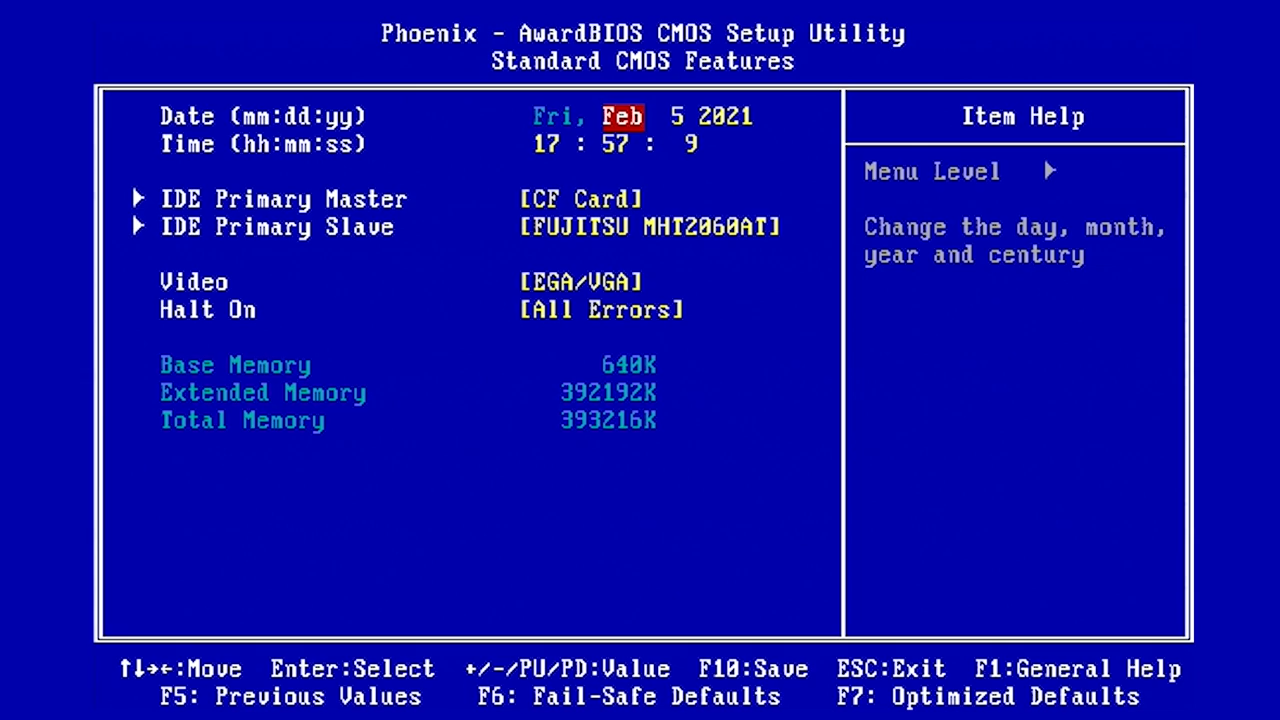 Phoenix - AwardBIOS CMOS Setup Utility
Standard CMOS Features
Date (mm:dd:yy) Fri, Feb 5 2021
Time (hh:mm:ss) 17 : 57 : 9
IDE Primary Master [CF Card]
IDE Primary Slave [FUJITSU MHT2060AT]
Video [EGA/VGA]
Halt On [All Errors]
Base Memory 640K
Extended Memory 392192K
Total Memory 393216K
Item Help
Menu Level
Change the day, month,
year and century
↑↓→←:Move Enter:Select +/-/PU/PD:Value F10:Save ESC:Exit F1:General Help
F5: Previous Values F6: Fail-Safe Defaults F7: Optimized Defaults